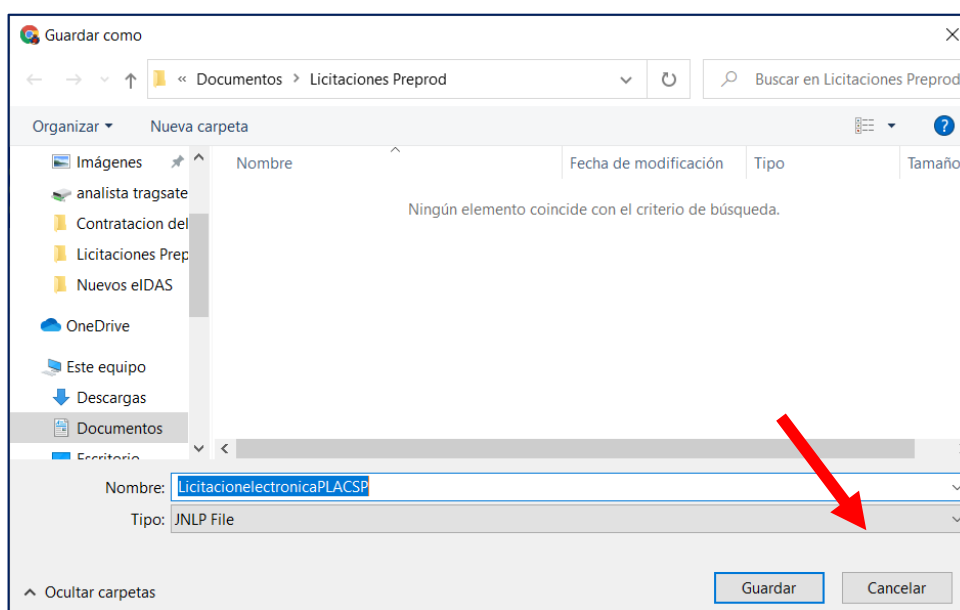 Guardar como
« Documentos > Licitaciones Preprod
Buscar en Licitaciones Preprod
Organizar Nueva carpeta
?
Imágenes
analista tragsate
Contratacion del
Licitaciones Prep
Nuevos eIDAS
OneDrive
Este equipo
Descargas
Documentos
Escritorio
Nombre Fecha de modificación Tipo Tamaño
Ningún elemento coincide con el criterio de búsqueda.
Nombre: LicitacionelectronicaPLACSP
Tipo: JNLP File
Ocultar carpetas Guardar Cancelar